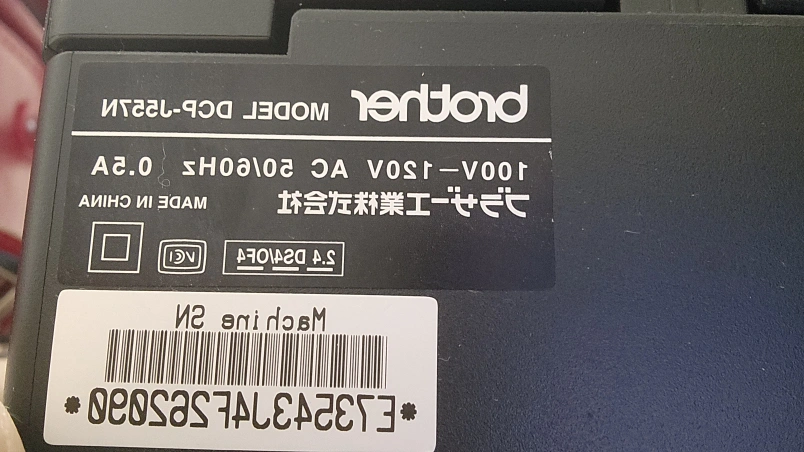 brother MODEL DCP-J557N
100V-120V AC 50/60Hz 0.5A
ブラザー工業株式会社 MADE IN CHINA
2.4 DS4/OF4 VCI
Machine SN
*E73543J4F262090*